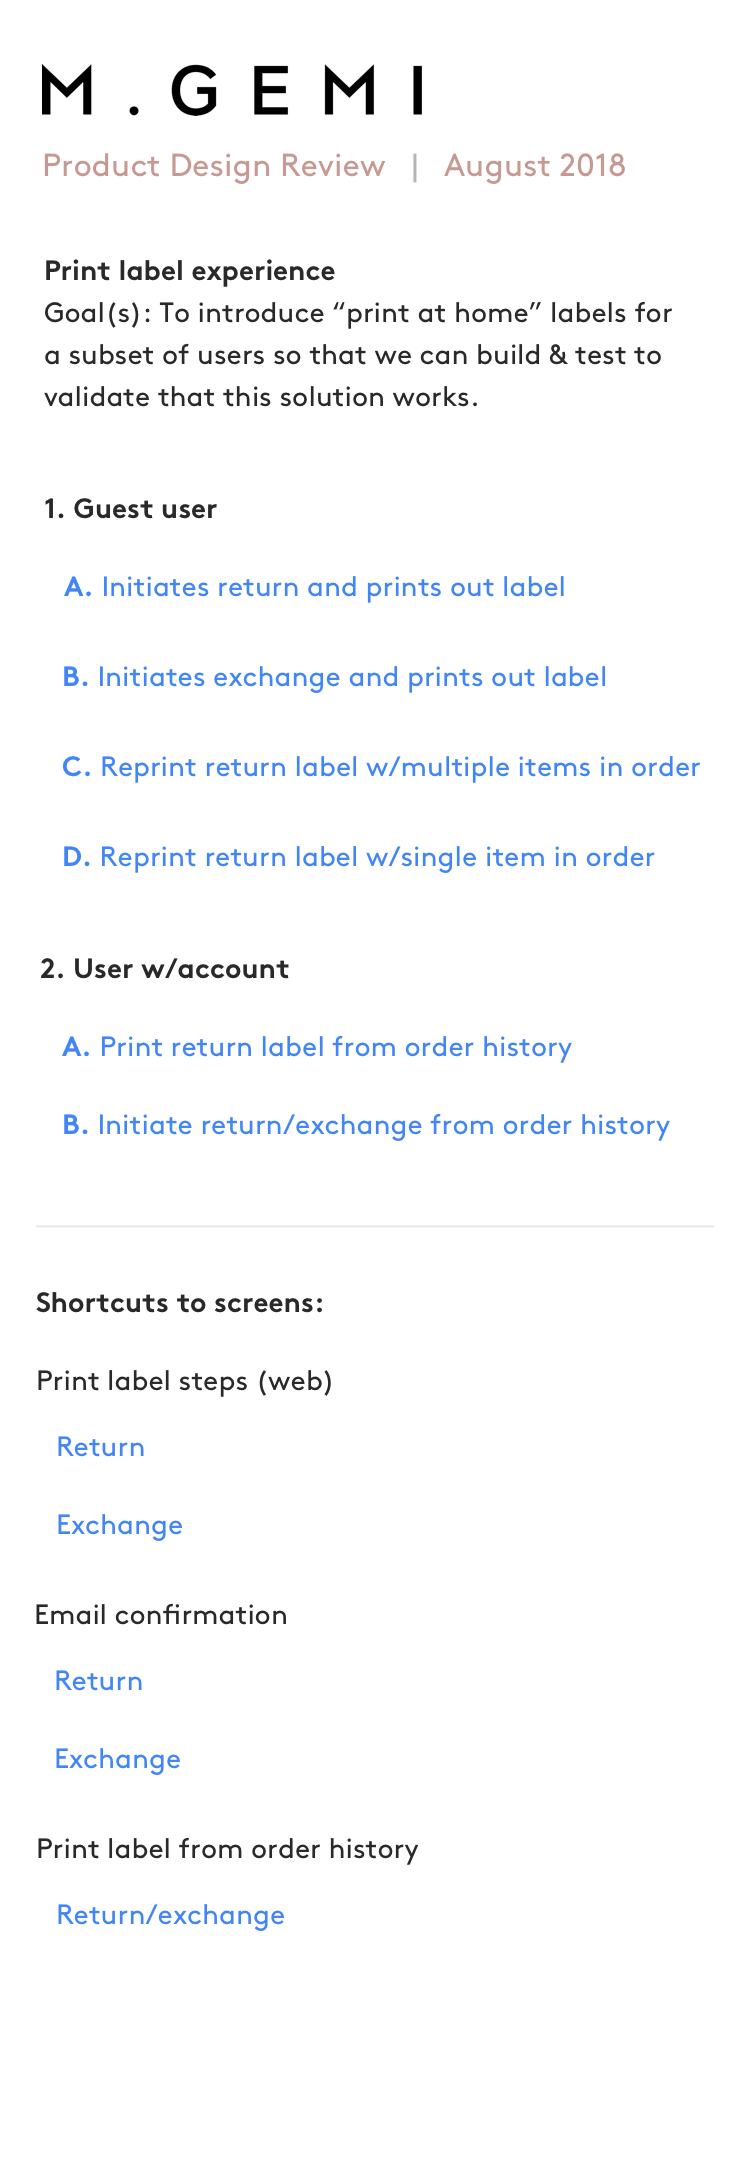 M.GEMI
Product Design Review | August 2018
Print label experience
Goal(s): To introduce “print at home” labels for
a subset of users so that we can build & test to
validate that this solution works.
1. Guest user
A. Initiates return and prints out label
B. Initiates exchange and prints out label
C. Reprint return label w/multiple items in order
D. Reprint return label w/single item in order
2. User w/account
A. Print return label from order history
B. Initiate return/exchange from order history
Shortcuts to screens:
Print label steps (web)
Return
Exchange
Email confirmation
Return
Exchange
Print label from order history
Return/exchange